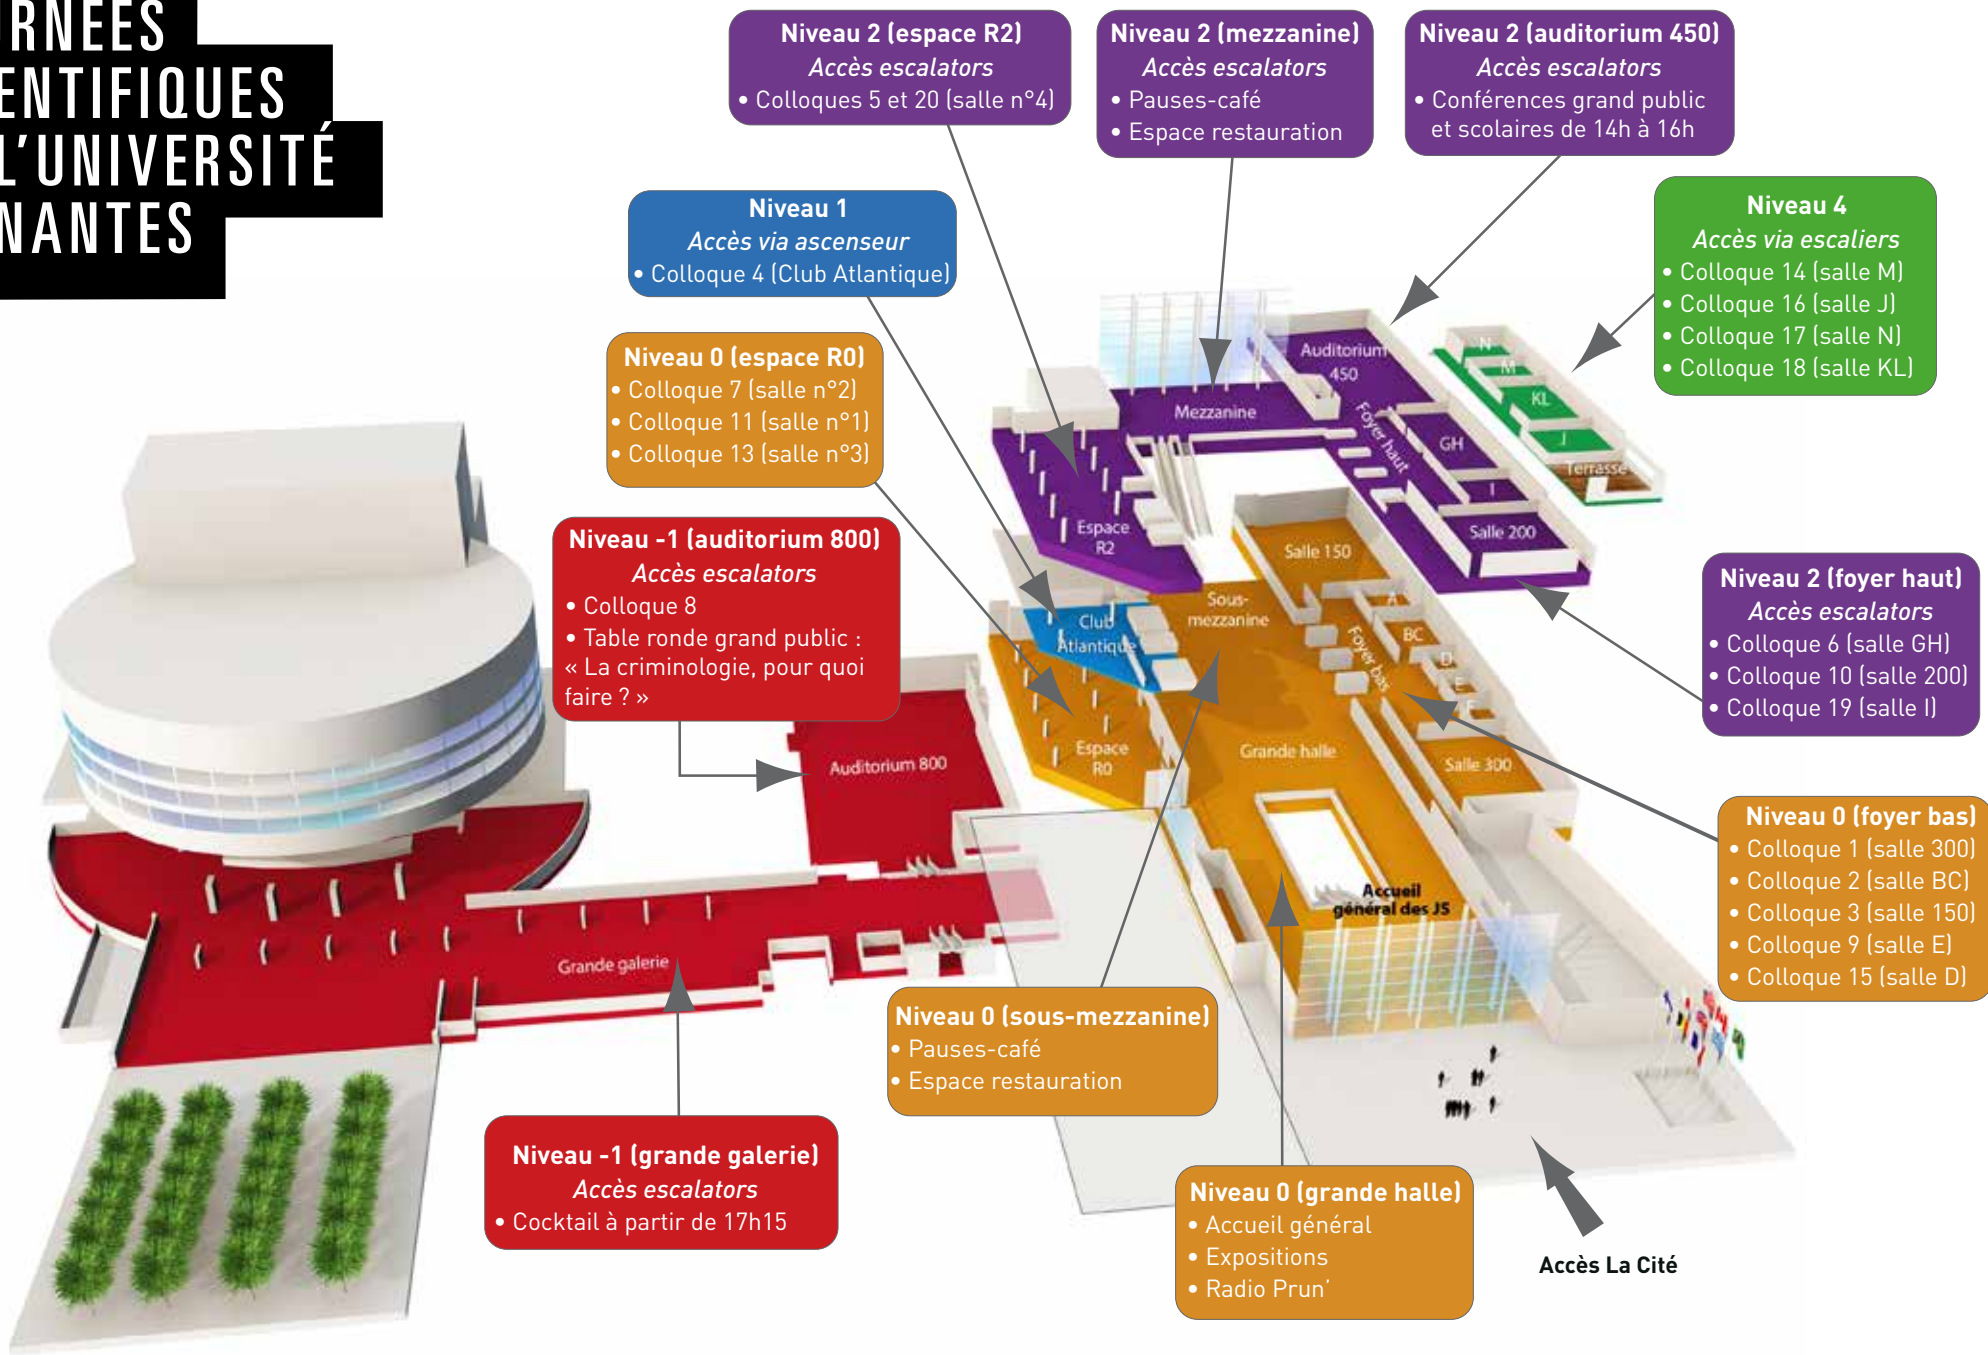 RNÉES
ENTIFIQUES
L'UNIVERSITÉ
NANTES
Niveau 2 (espace R2)
Accès escalators
• Colloques 5 et 20 (salle n°4)
Niveau 2 (mezzanine)
Accès escalators
• Pauses-café
• Espace restauration
Niveau 2 (auditorium 450)
Accès escalators
• Conférences grand public
et scolaires de 14h à 16h
Niveau 1
Accès via ascenseur
• Colloque 4 (Club Atlantique)
Niveau 4
Accès via escaliers
• Colloque 14 (salle M)
• Colloque 16 (salle J)
• Colloque 17 (salle N)
• Colloque 18 (salle KL)
Niveau 0 (espace R0)
• Colloque 7 (salle n°2)
• Colloque 11 (salle n°1)
• Colloque 13 (salle n°3)
Niveau -1 (auditorium 800)
Accès escalators
• Colloque 8
• Table ronde grand public :
« La criminologie, pour quoi
faire ? »
Auditorium
450
Mezzanine
Foyer haut
N
M
KL
J
Terrasse
GH
I
Salle 200
Espace
R2
Salle 150
Sous-
mezzanine
Club
Atlantique
A
BC
D
E
F
Foyer bas
Niveau 2 (foyer haut)
Accès escalators
• Colloque 6 (salle GH)
• Colloque 10 (salle 200)
• Colloque 19 (salle I)
Auditorium 800
Espace
R0
Grande halle
Salle 300
Niveau 0 (foyer bas)
• Colloque 1 (salle 300)
• Colloque 2 (salle BC)
• Colloque 3 (salle 150)
• Colloque 9 (salle E)
• Colloque 15 (salle D)
Accueil
général des JS
Grande galerie
Niveau 0 (sous-mezzanine)
• Pauses-café
• Espace restauration
Niveau -1 (grande galerie)
Accès escalators
• Cocktail à partir de 17h15
Niveau 0 (grande halle)
• Accueil général
• Expositions
• Radio Prun'
Accès La Cité